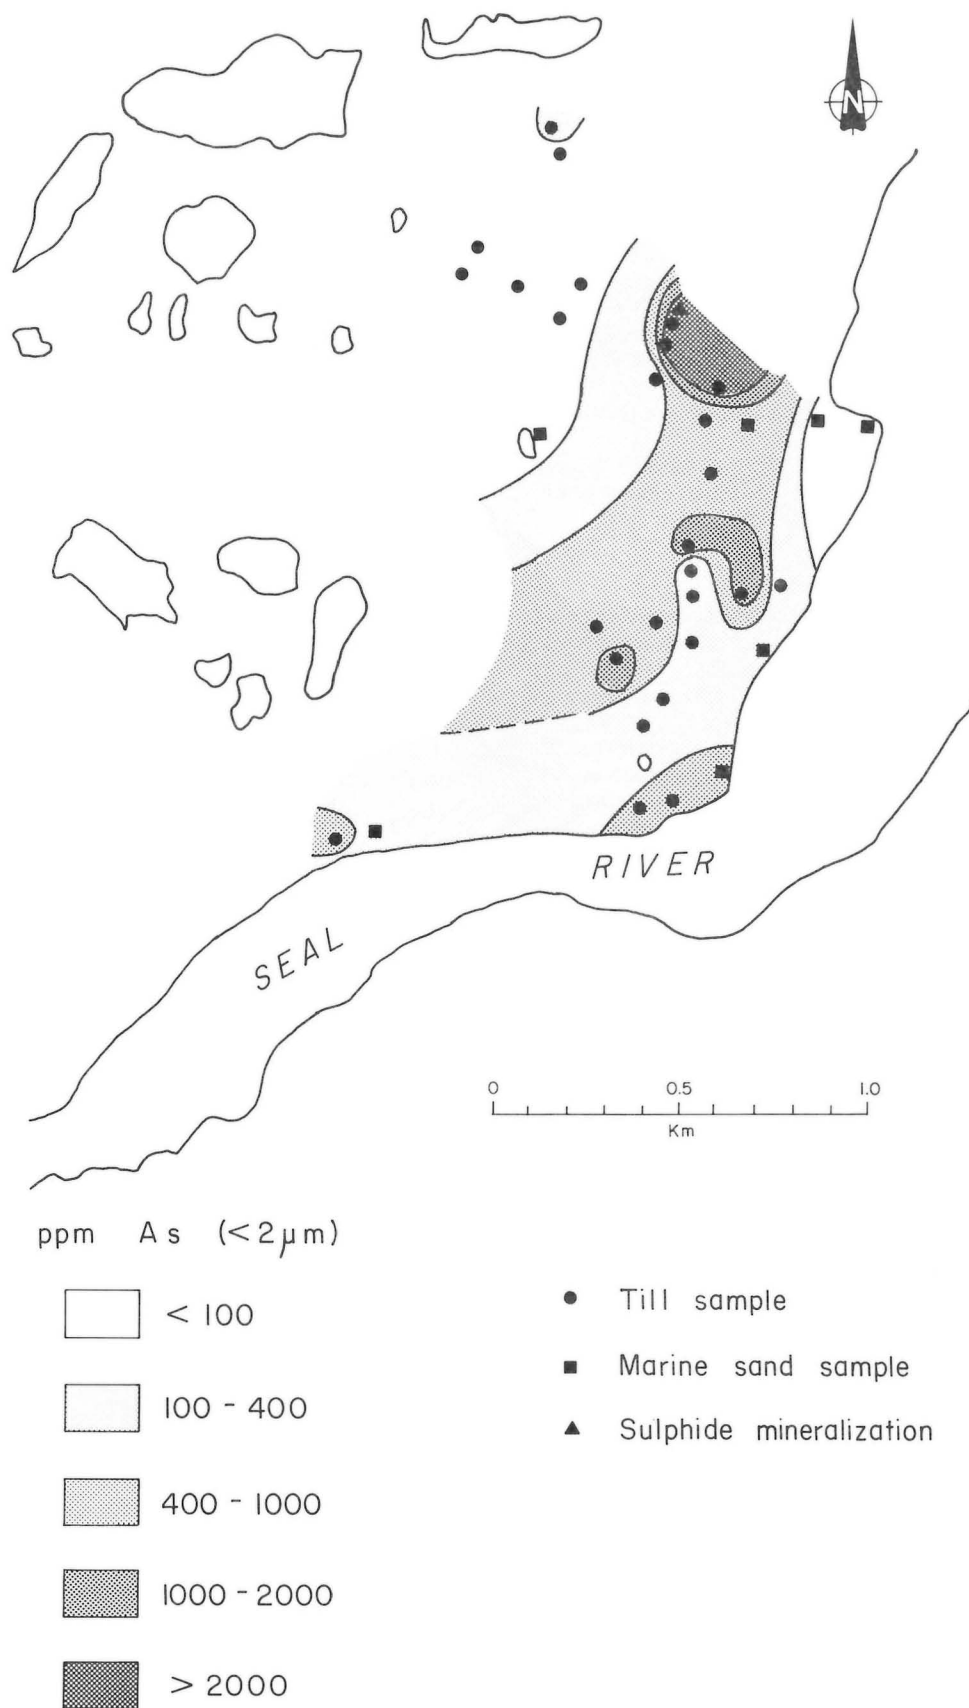 N
RIVER
SEAL
0 0.5 1.0
Km
ppm As (<2μm)
< 100
100 - 400
400 - 1000
1000 - 2000
> 2000
Till sample
Marine sand sample
Sulphide mineralization